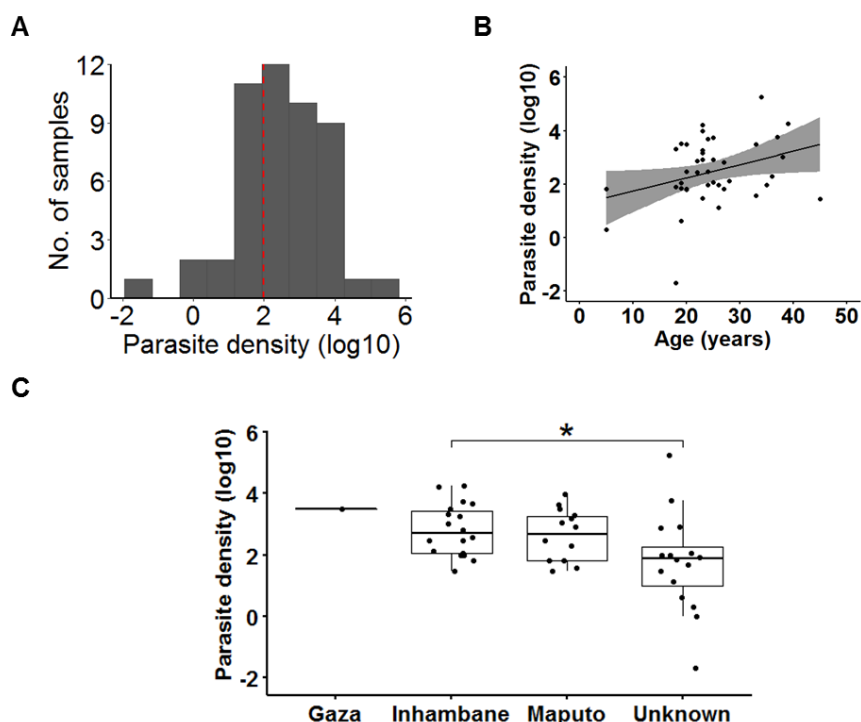 A
No. of samples
12
9
6
3
0
-2 0 2 4 6
Parasite density (log10)
B
Parasite density (log10)
6
4
2
0
-2
0 10 20 30 40 50
Age (years)
C
Parasite density (log10)
6
4
2
0
-2
*
Gaza Inhambane Maputo Unknown